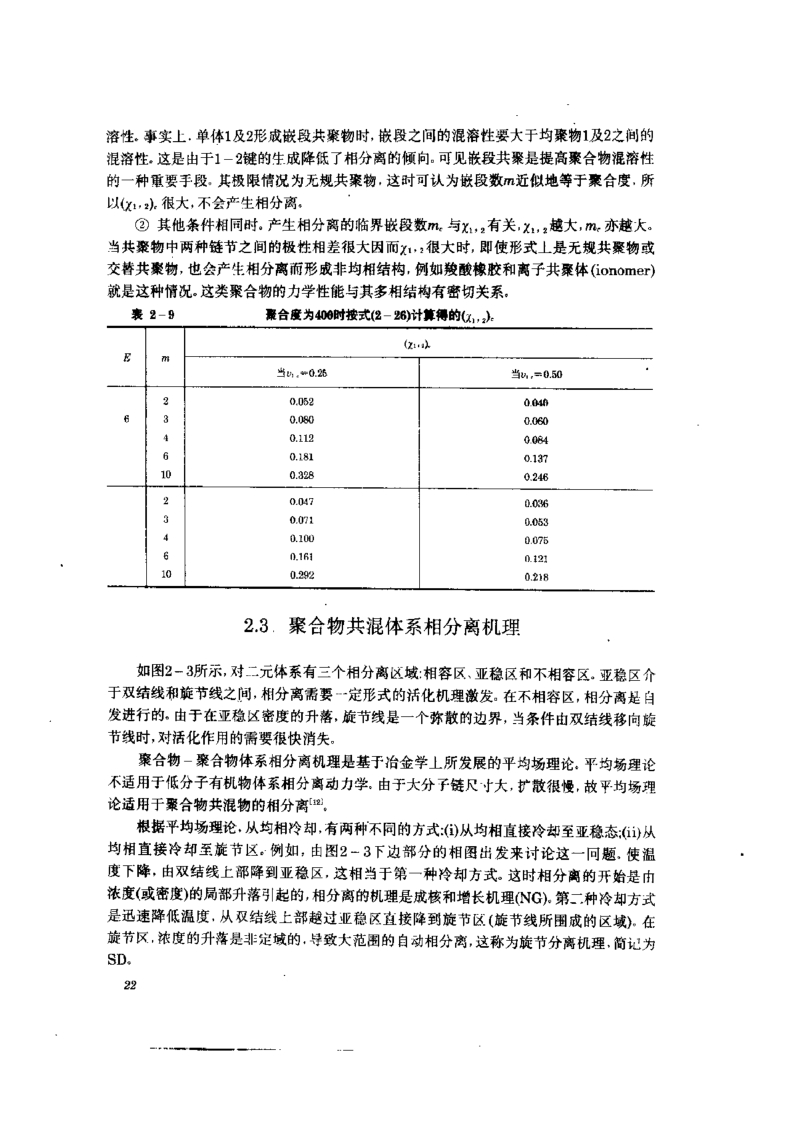 溶性。事实上,单体1及2形成嵌段共聚物时,嵌段之间的混溶性要大于均聚物1及2之间的
混溶性。这是由于1-2键的生成降低了相分离的倾向。可见嵌段共聚是提高聚合物混溶性
的一种重要手段。其极限情况为无规共聚物,这时可认为嵌段数m近似地等于聚合度,所
以(χ₁,₂)c很大,不会产生相分离。
② 其他条件相同时。产生相分离的临界嵌段数mc与χ₁,₂有关,χ₁,₂越大,mc亦越大。
当共聚物中两种链节之间的极性相差很大因而χ₁,₂很大时,即使形式上是无规共聚物或
交替共聚物,也会产生相分离而形成非均相结构,例如羧酸橡胶和离子共聚体(ionomer)
就是这种情况。这类聚合物的力学性能与其多相结构有密切关系。
表 2-9 聚合度为400时按式(2-26)计算得的(χ₁,₂)c
E m (χ₁,₂)c
当v₁,c=0.25 当v₁,c=0.50
2 0.052 0.040
6 3 0.080 0.060
4 0.112 0.084
6 0.181 0.137
10 0.328 0.246
2 0.047 0.036
3 0.071 0.053
4 0.100 0.075
6 0.161 0.121
10 0.292 0.218
2.3. 聚合物共混体系相分离机理
如图2-3所示,对二元体系有三个相分离区域:相容区、亚稳区和不相容区。亚稳区介
于双结线和旋节线之间,相分离需要一定形式的活化机理激发。在不相容区,相分离是自
发进行的。由于在亚稳区密度的升落,旋节线是一个弥散的边界,当条件由双结线移向旋
节线时,对活化作用的需要很快消失。
聚合物-聚合物体系相分离机理是基于冶金学上所发展的平均场理论。平均场理论
不适用于低分子有机物体系相分离动力学。由于大分子链尺寸大,扩散很慢,故平均场理
论适用于聚合物共混物的相分离[12]。
根据平均场理论,从均相冷却,有两种不同的方式:(i)从均相直接冷却至亚稳态;(ii)从
均相直接冷却至旋节区。例如,由图2-3下边部分的相图出发来讨论这一问题。使温
度下降,由双结线上部降到亚稳区,这相当于第一种冷却方式。这时相分离的开始是由
浓度(或密度)的局部升落引起的,相分离的机理是成核和增长机理(NG)。第二种冷却方式
是迅速降低温度,从双结线上部越过亚稳区直接降到旋节区(旋节线所围成的区域)。在
旋节区,浓度的升落是非定域的,导致大范围的自动相分离,这称为旋节分离机理,简记为
SD。
22